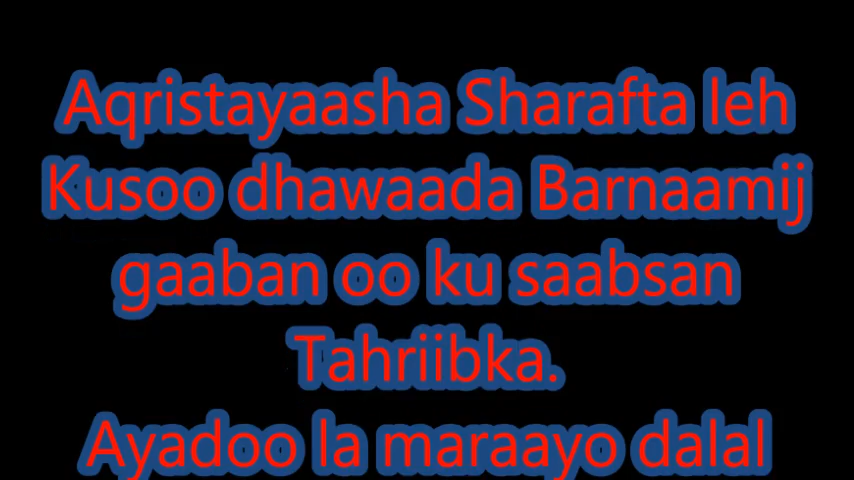 Aqristayaasha Sharafta leh
Kusoo dhawaada Barnaamij
gaaban oo ku saabsan
Tahriibka.
Ayadoo la maraayo dalal